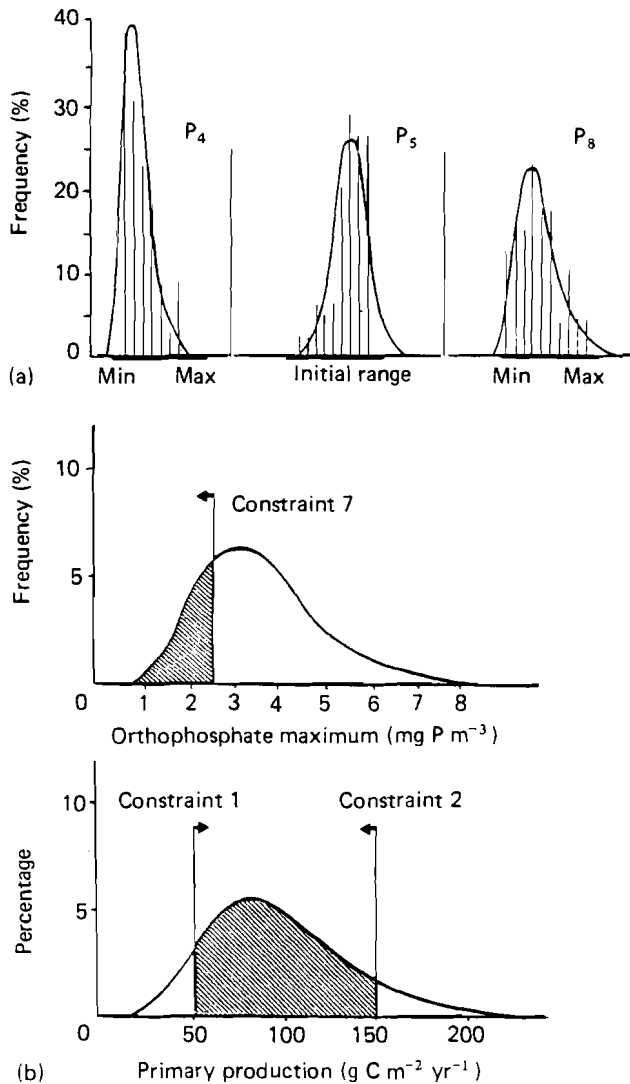 40
30
20
10
0
Frequency (%)
P4
P5
P8
(a)
Min
Max
Initial range
Min
Max
10
5
0
Frequency (%)
Constraint 7
1 2 3 4 5 6 7 8
Orthophosphate maximum (mg P m⁻³)
Constraint 1
Constraint 2
10
5
0
Percentage
50 100 150 200
(b)
Primary production (g C m⁻² yr⁻¹)